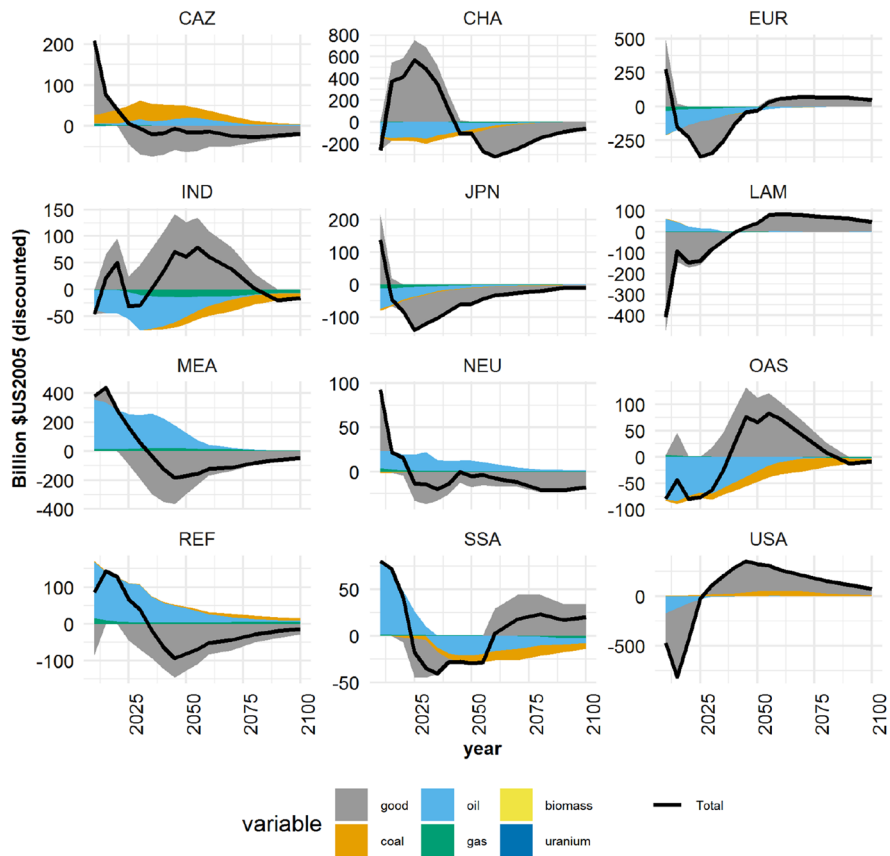 CAZ CHA EUR
200 800 500
100 600 250
0 400 0
200 -250
0
-200
IND JPN LAM
150 200 100
100 100 0
50 0 -100
0 -100 -200
-50 -300
-400
MEA NEU OAS
400 100 100
200 50 50
0 0 0
-200 -50
-400 -100
REF SSA USA
100 50 0
0 0 -500
-100 -50
2025 2050 2075 2100 2025 2050 2075 2100 2025 2050 2075 2100
Billion $US2005 (discounted)
year
variable
good oil biomass Total
coal gas uranium